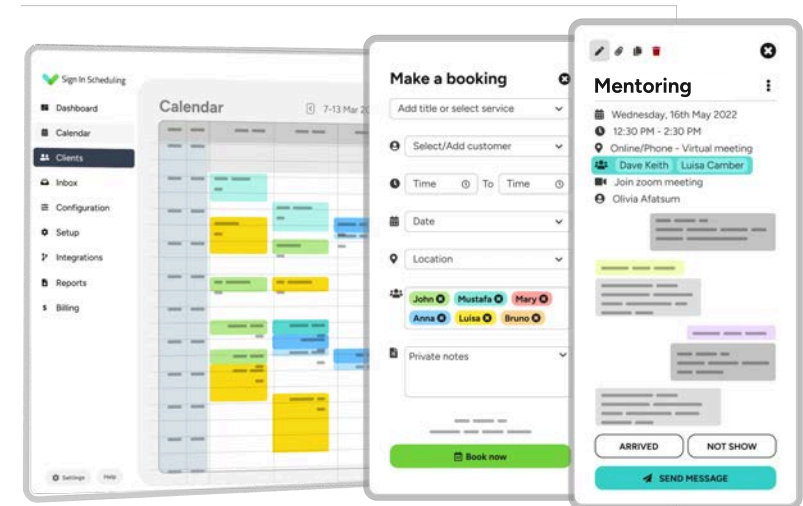 Sign In Scheduling
Dashboard
Calendar
Clients
Inbox
Configuration
Setup
Integrations
Reports
Billing
Settings
Help
Calendar
7-13 Mar
Make a booking
Add title or select service
Select/Add customer
Time To Time
Date
Location
John Mustafa Mary
Anna Luisa Bruno
Private notes
Book now
Mentoring
Wednesday, 16th May 2022
12:30 PM - 2:30 PM
Online/Phone - Virtual meeting
Dave Keith Luisa Camber
Join zoom meeting
Olivia Afatsum
ARRIVED NOT SHOW
SEND MESSAGE